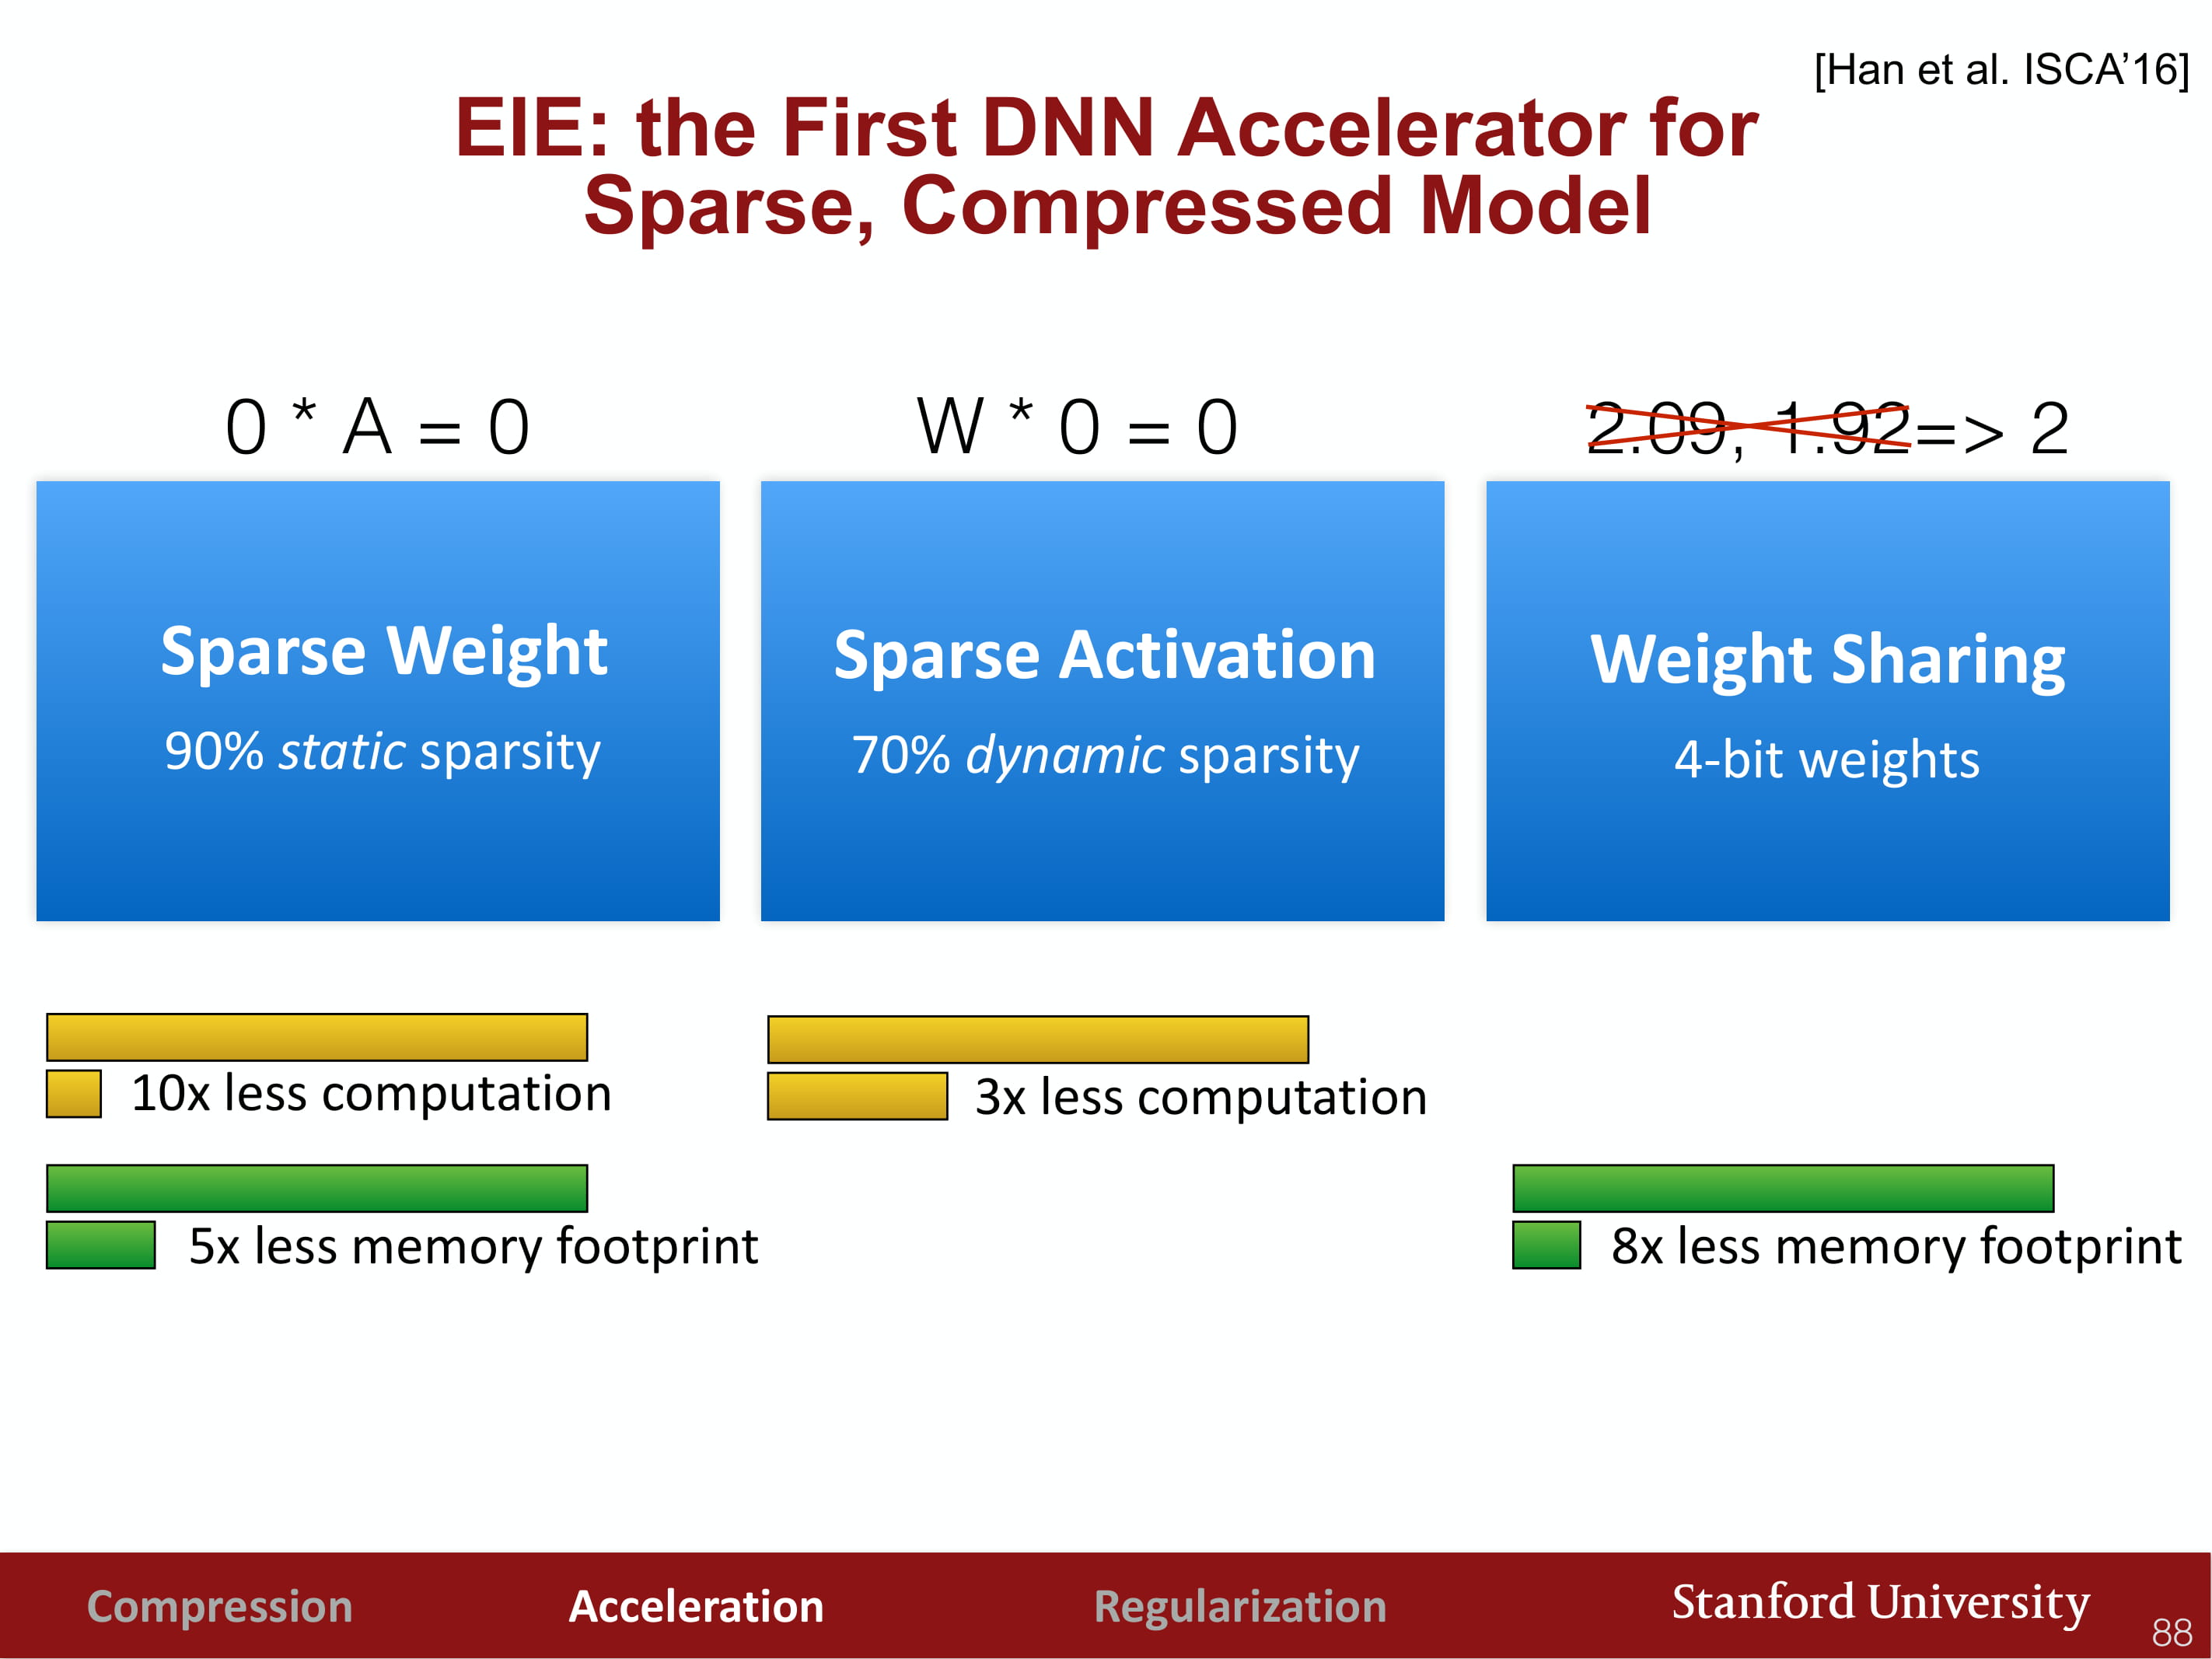 [Han et al. ISCA’16]
EIE: the First DNN Accelerator for
Sparse, Compressed Model
0 * A = 0
W * 0 = 0
2.09, 1.92=> 2
Sparse Weight
90% static sparsity
Sparse Activation
70% dynamic sparsity
Weight Sharing
4-bit weights
10x less computation
3x less computation
5x less memory footprint
8x less memory footprint
Compression
Acceleration
Regularization
Stanford University
88